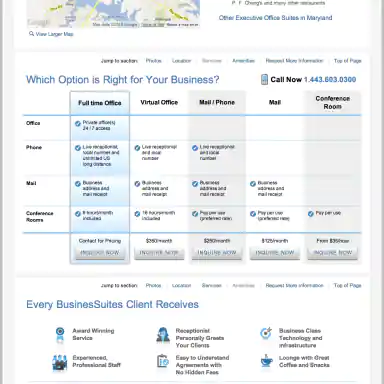 P F Chang's and many other restaurants
Other Executive Office Suites in Maryland
View Larger Map
Jump to section: Photos Location Services Amenities Request More Information Top of Page
Which Option is Right for Your Business?
Call Now 1.443.603.0300
Full time Office Virtual Office Mail / Phone Mail Conference Room
Office
Private office(s) 24 / 7 access
Phone
Live receptionist, local number and unlimited US long distance
Live receptionist and local number
Live receptionist and local number
Mail
Business address and mail receipt
Business address and mail receipt
Business address and mail receipt
Business address and mail receipt
Conference Rooms
hours/month included
16 hours/month included
Pay per use (preferred rate)
Pay per use (preferred rate)
Pay per use
Contact for Pricing
$350/month
$250/month
$125/month
From $35/hour
INQUIRE NOW INQUIRE NOW INQUIRE NOW INQUIRE NOW INQUIRE NOW
Jump to section: Photos Location Services Amenities Request More Information Top of Page
Every BusinesSuites Client Receives
Award Winning Service
Receptionist Personally Greets Your Clients
Business Class Technology and Infrastructure
Experienced, Professional Staff
Easy to Understand Agreements with No Hidden Fees
Lounge with Great Coffee and Snacks